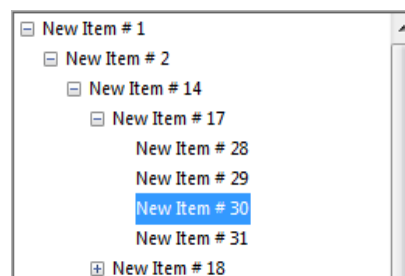 New Item # 1
New Item # 2
New Item # 14
New Item # 17
New Item # 28
New Item # 29
New Item # 30
New Item # 31
New Item # 18